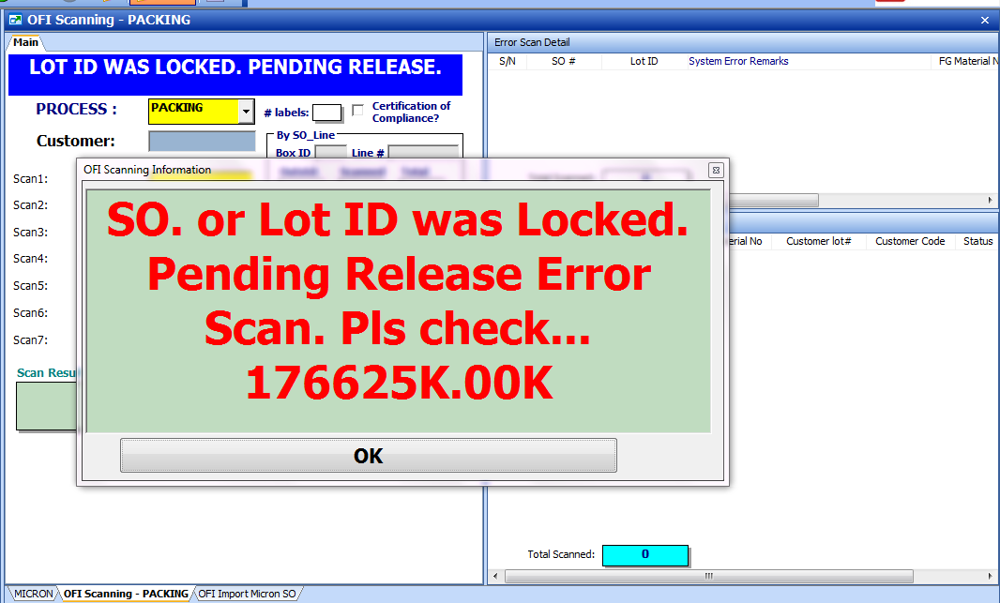 OFI Scanning - PACKING
Main
LOT ID WAS LOCKED. PENDING RELEASE.
PROCESS :
PACKING
# labels:
Certification of
Compliance?
Customer:
By SO_Line
Box ID
Line #
Error Scan Detail
S/N SO # Lot ID System Error Remarks FG Material N
Scan1:
Scan2:
Scan3:
Scan4:
Scan5:
Scan6:
Scan7:
Scan Resu
OFI Scanning Information
SO. or Lot ID was Locked.
Pending Release Error
Scan. Pls check...
176625K.00K
OK
erial No Customer lot# Customer Code Status
Total Scanned: 0
MICRON OFI Scanning - PACKING OFI Import Micron SO